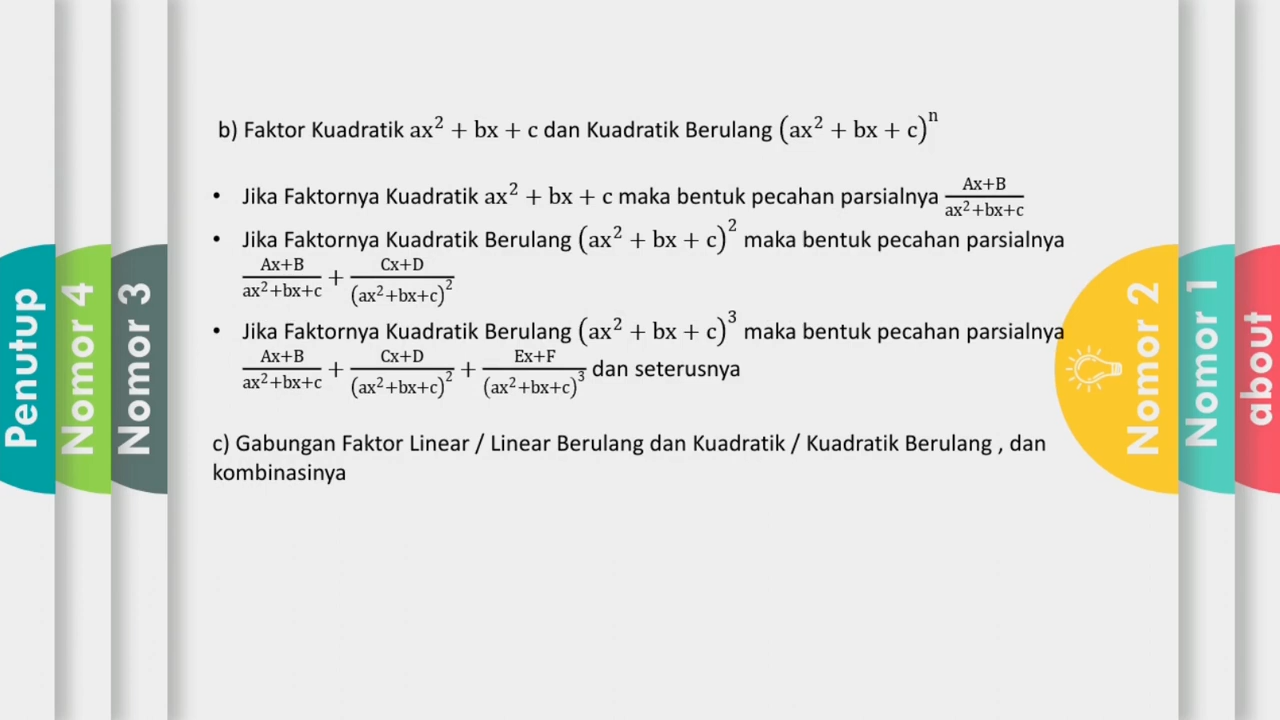 b) Faktor Kuadratik ax² + bx + c dan Kuadratik Berulang (ax² + bx + c)ⁿ
• Jika Faktornya Kuadratik ax² + bx + c maka bentuk pecahan parsialnya (Ax+B)/(ax²+bx+c)
• Jika Faktornya Kuadratik Berulang (ax² + bx + c)² maka bentuk pecahan parsialnya
(Ax+B)/(ax²+bx+c) + (Cx+D)/(ax²+bx+c)²
• Jika Faktornya Kuadratik Berulang (ax² + bx + c)³ maka bentuk pecahan parsialnya
(Ax+B)/(ax²+bx+c) + (Cx+D)/(ax²+bx+c)² + (Ex+F)/(ax²+bx+c)³ dan seterusnya
c) Gabungan Faktor Linear / Linear Berulang dan Kuadratik / Kuadratik Berulang , dan
kombinasinya
Penutup
Nomor 4
Nomor 3
Nomor 2
Nomor 1
about